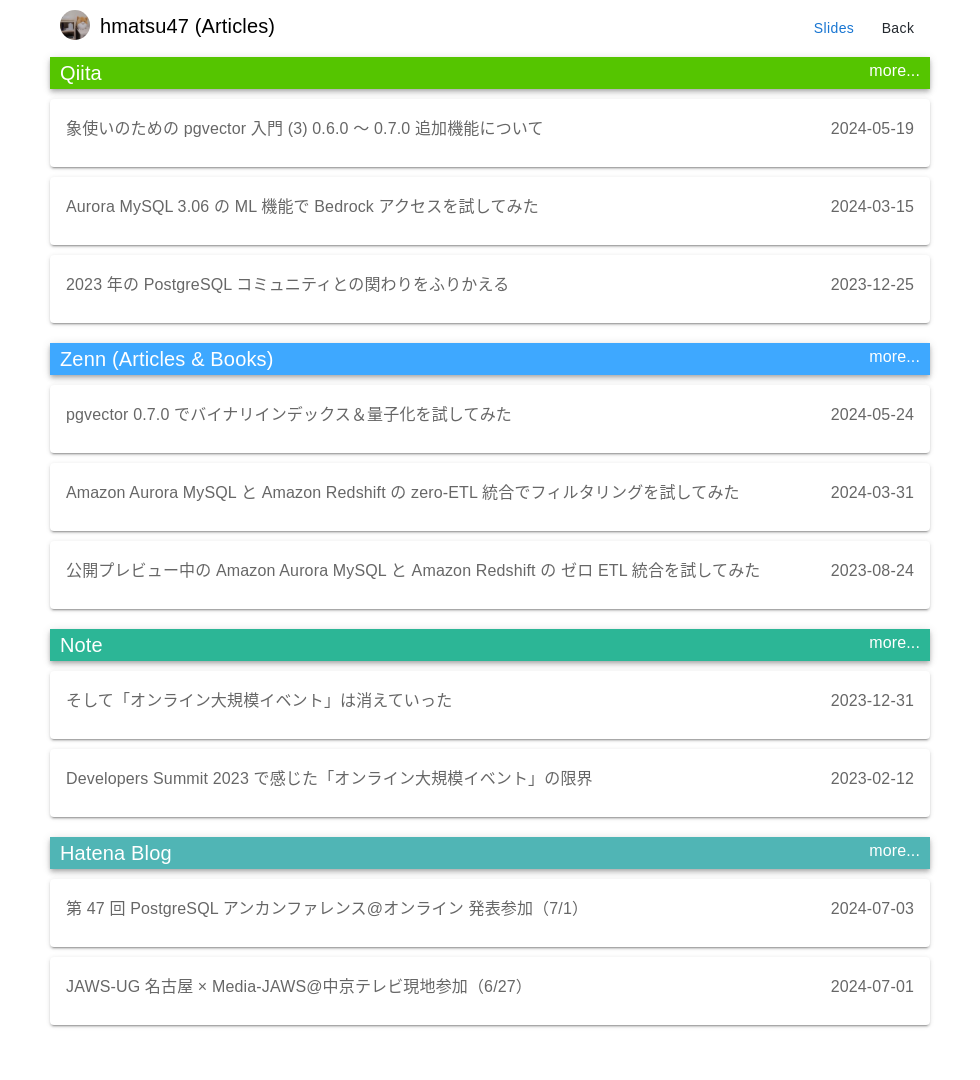 hmatsu47 (Articles)
Slides
Back
Qiita
more...
象使いのための pgvector 入門 (3) 0.6.0 〜 0.7.0 追加機能について
2024-05-19
Aurora MySQL 3.06 の ML 機能で Bedrock アクセスを試してみた
2024-03-15
2023 年の PostgreSQL コミュニティとの関わりをふりかえる
2023-12-25
Zenn (Articles & Books)
more...
pgvector 0.7.0 でバイナリインデックス＆量子化を試してみた
2024-05-24
Amazon Aurora MySQL と Amazon Redshift の zero-ETL 統合でフィルタリングを試してみた
2024-03-31
公開プレビュー中の Amazon Aurora MySQL と Amazon Redshift の ゼロ ETL 統合を試してみた
2023-08-24
Note
more...
そして「オンライン大規模イベント」は消えていった
2023-12-31
Developers Summit 2023 で感じた「オンライン大規模イベント」の限界
2023-02-12
Hatena Blog
more...
第 47 回 PostgreSQL アンカンファレンス@オンライン 発表参加（7/1）
2024-07-03
JAWS-UG 名古屋 × Media-JAWS@中京テレビ現地参加（6/27）
2024-07-01